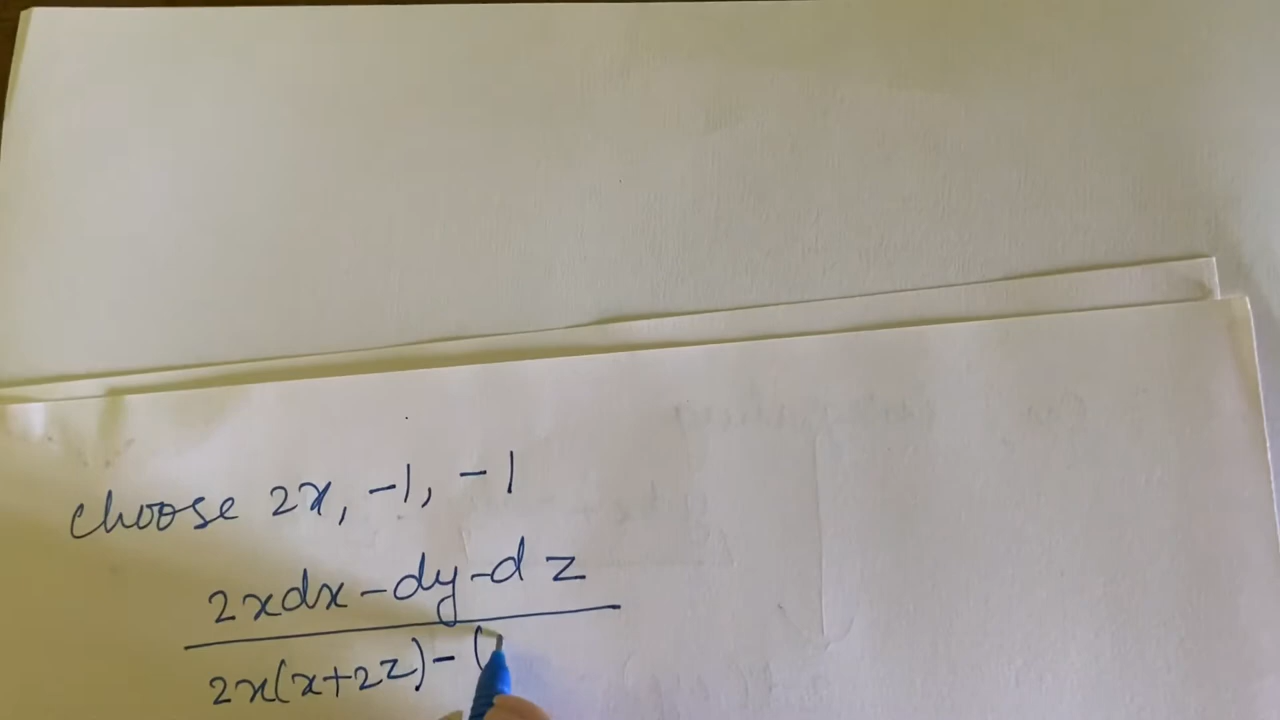 choose 2x, -1, -1
2xdx - dy - dz
2x(x+2z) - (